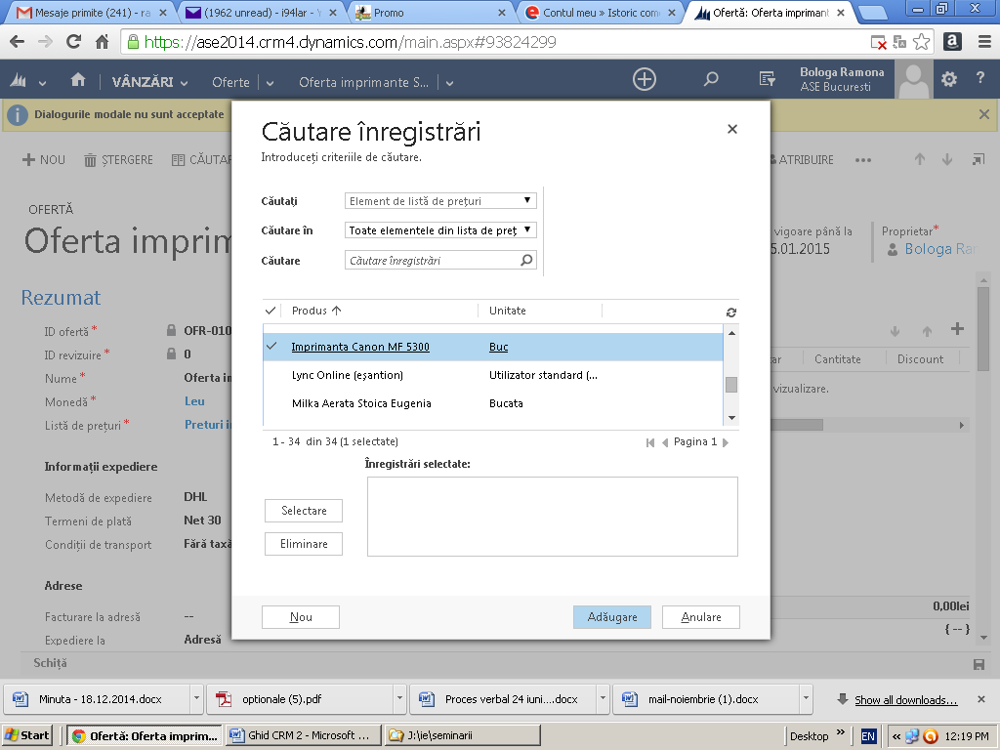 Mesaje primite (241) - ra
(1962 unread) - i94lar - Y
Promo
Contul meu » Istoric com
Ofertă: Oferta imprimant
https://ase2014.crm4.dynamics.com/main.aspx#93824299
VÂNZĂRI
Oferte
Oferta imprimante S...
Bologa Ramona
ASE Bucuresti
Dialogurile modale nu sunt acceptate
NOU
ȘTERGERE
CĂUTAR
ATRIBUIRE
OFERTĂ
Oferta imprim
vigoare până la
5.01.2015
Proprietar*
Bologa Ra
Rezumat
ID ofertă*
OFR-010
ID revizuire*
0
Nume*
Oferta in
Monedă*
Leu
Listă de prețuri*
Preturi i
Cantitate
Discount
vizualizare.
Informații expediere
Metodă de expediere
DHL
Termeni de plată
Net 30
Condiții de transport
Fără taxă
Adrese
Facturare la adresă
--
Expediere la
Adresă
0,00lei
{ -- }
Schiță
Căutare înregistrări
Introduceți criteriile de căutare.
Căutați
Element de listă de prețuri
Căutare în
Toate elementele din lista de preț
Căutare
Căutare înregistrări
Produs
Unitate
Imprimanta Canon MF 5300
Buc
Lync Online (eșantion)
Utilizator standard (...
Milka Aerata Stoica Eugenia
Bucata
1 - 34 din 34 (1 selectate)
Pagina 1
Înregistrări selectate:
Selectare
Eliminare
Nou
Adăugare
Anulare
Minuta - 18.12.2014.docx
optionale (5).pdf
Proces verbal 24 iuni....docx
mail-noiembrie (1).docx
Show all downloads...
Start
Ofertă: Oferta imprim...
Ghid CRM 2 - Microsoft ...
J:\ie\seminarii
Desktop
EN
12:19 PM